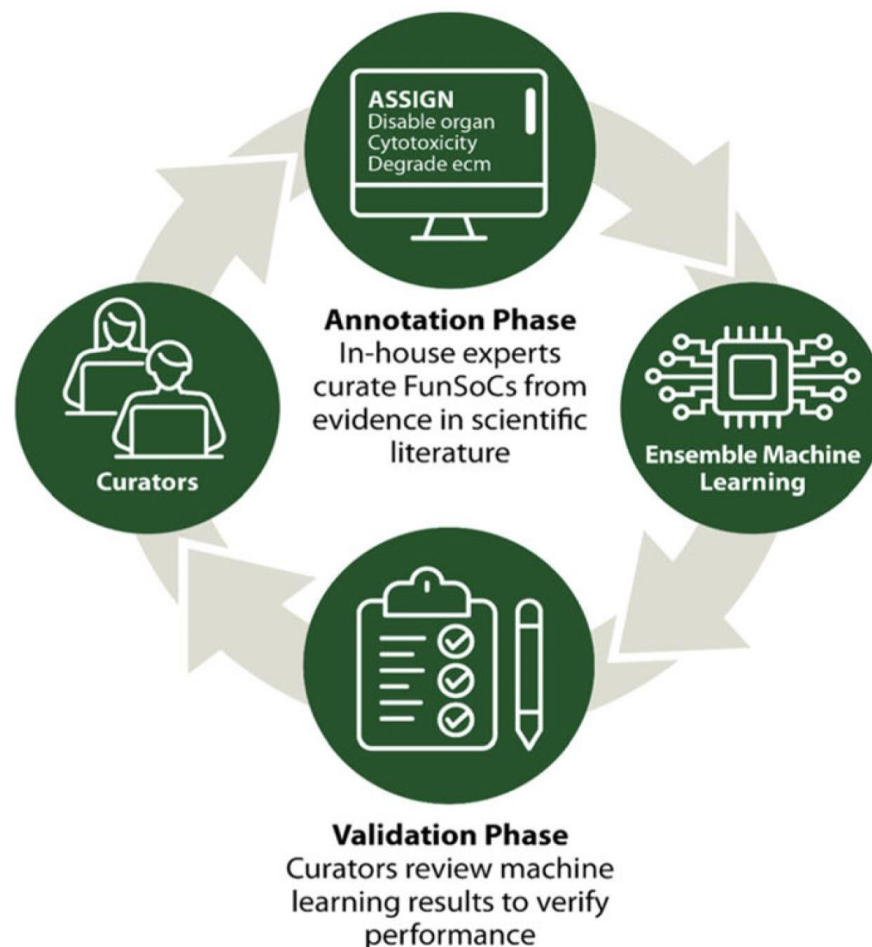 ASSIGN
Disable organ
Cytotoxicity
Degrade ecm
Annotation Phase
In-house experts
curate FunSoCs from
evidence in scientific
literature
Curators
Ensemble Machine
Learning
Validation Phase
Curators review machine
learning results to verify
performance